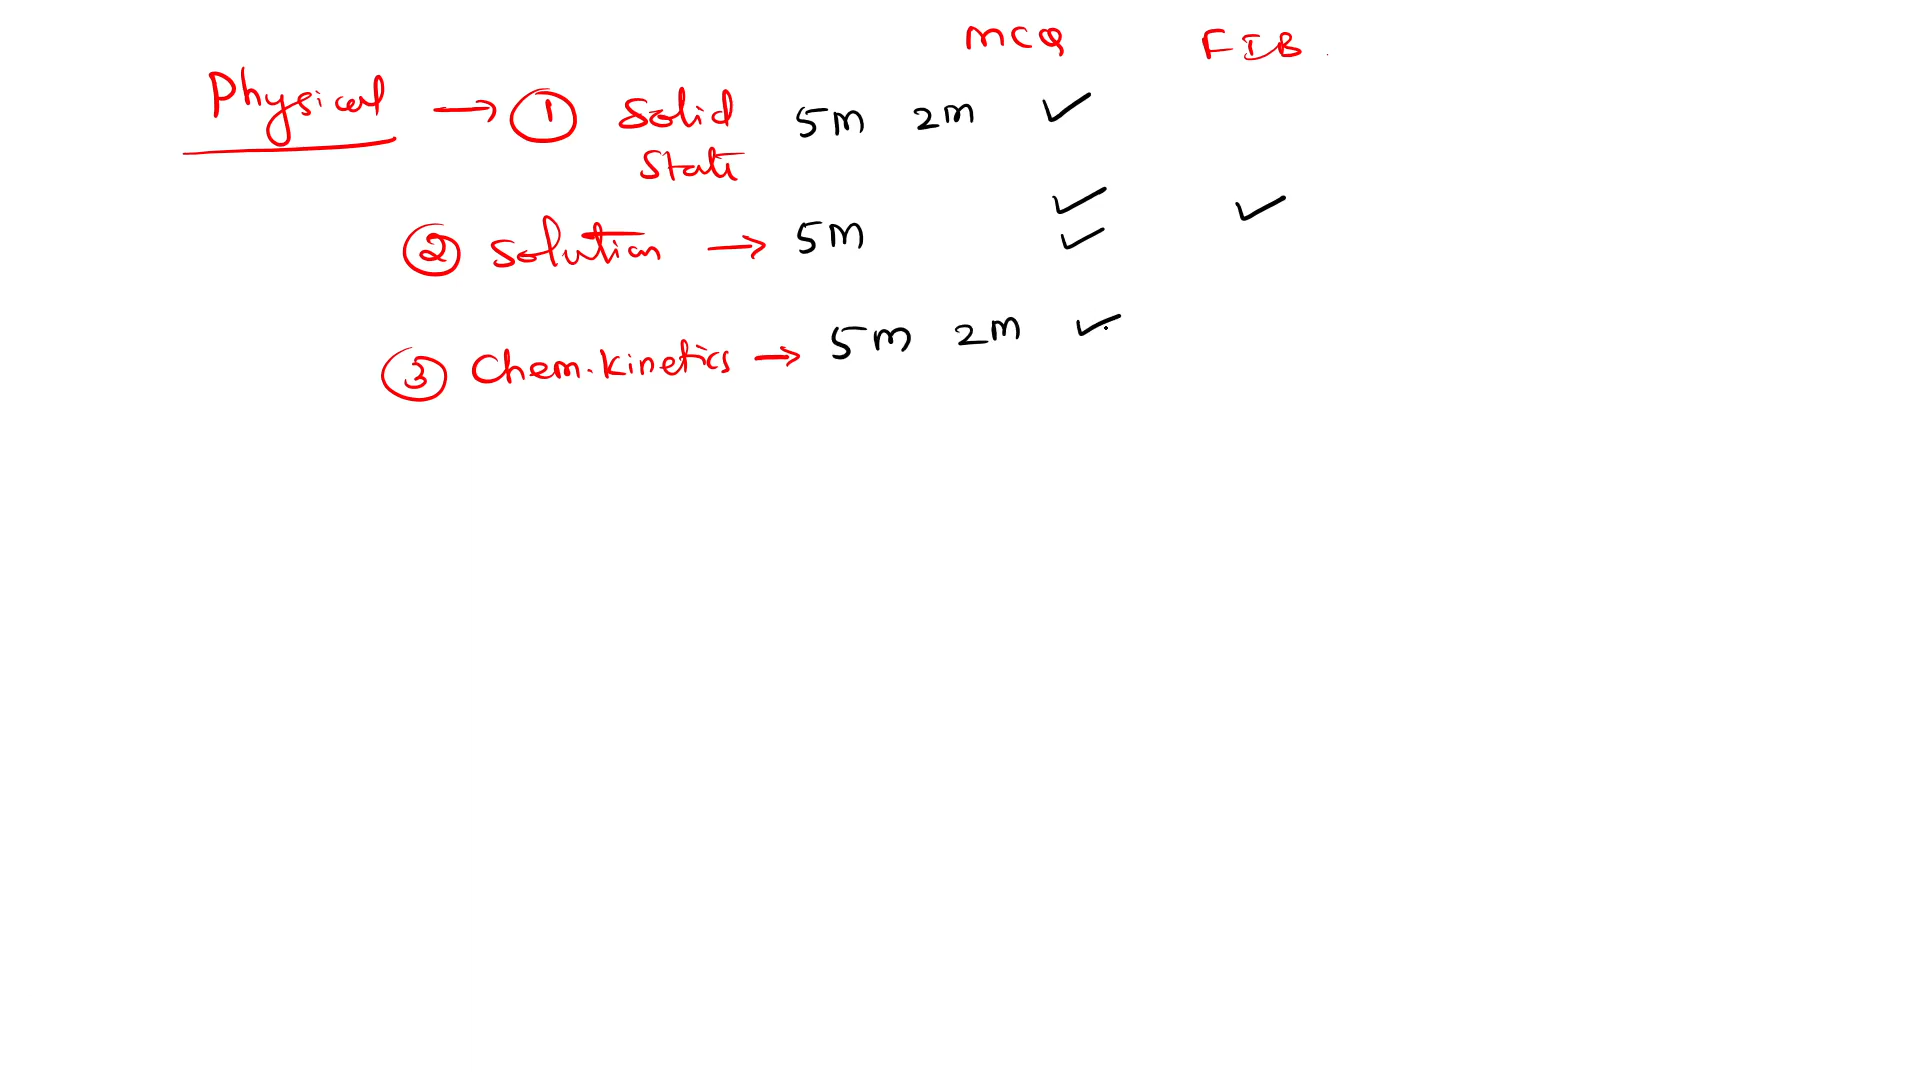 MCQ FIB
Physical → ① Solid 5m 2m ✓
State
② Solution → 5m ✓ ✓ ✓
③ Chem.Kinetics → 5m 2m ✓